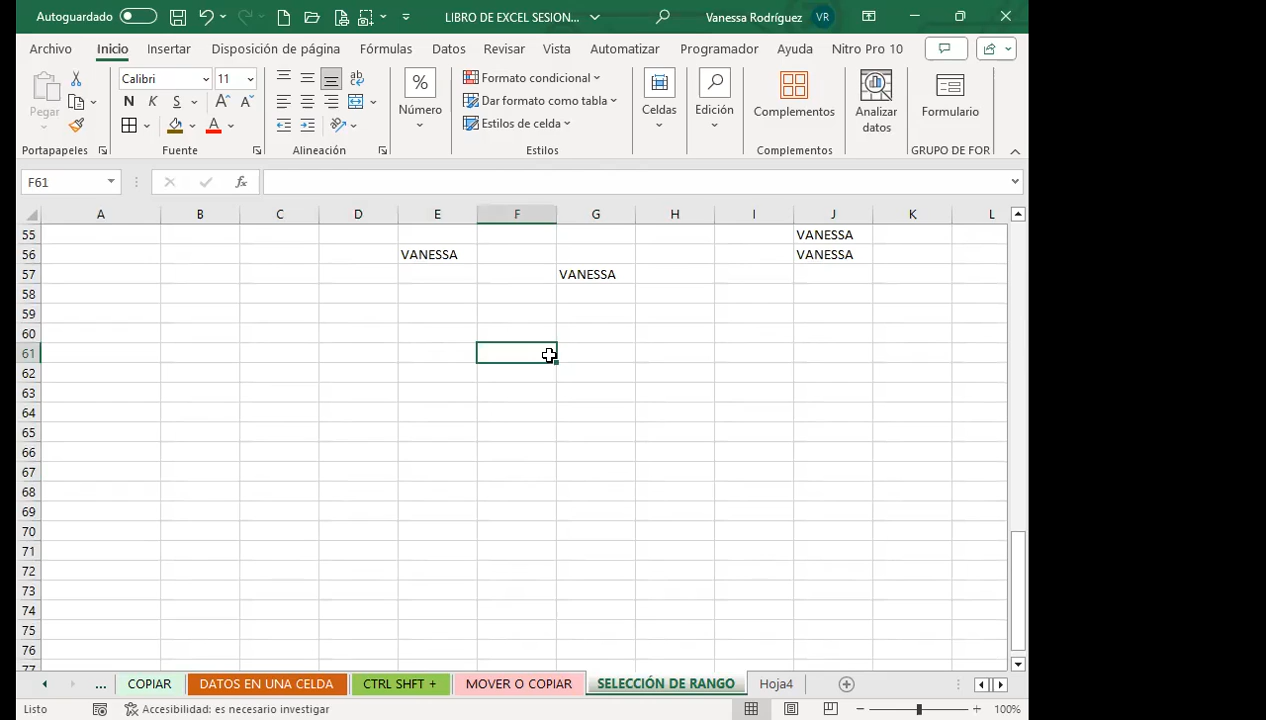 Autoguardado LIBRO DE EXCEL SESION... Vanessa Rodríguez VR
Archivo Inicio Insertar Disposición de página Fórmulas Datos Revisar Vista Automatizar Programador Ayuda Nitro Pro 10
Pegar
Portapapeles
Calibri 11
N K S
Fuente
Alineación
% Número
Formato condicional
Dar formato como tabla
Estilos de celda
Estilos
Celdas
Edición
Complementos
Complementos
Analizar datos
Formulario
GRUPO DE FOR
F61 fx
A B C D E F G H I J K L
55 VANESSA
56 VANESSA VANESSA
57 VANESSA
58
59
60
61
62
63
64
65
66
67
68
69
70
71
72
73
74
75
76
77
... COPIAR DATOS EN UNA CELDA CTRL SHFT + MOVER O COPIAR SELECCIÓN DE RANGO Hoja4
Listo Accesibilidad: es necesario investigar 100%